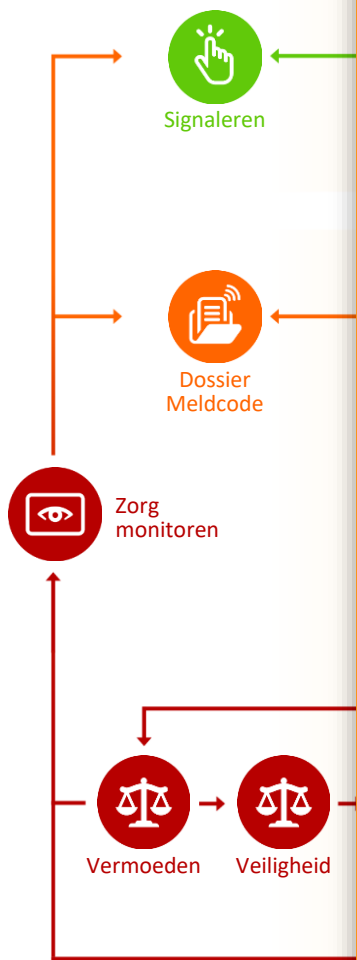 Signaleren
Dossier
Meldcode
Zorg
monitoren
Vermoeden
Veiligheid